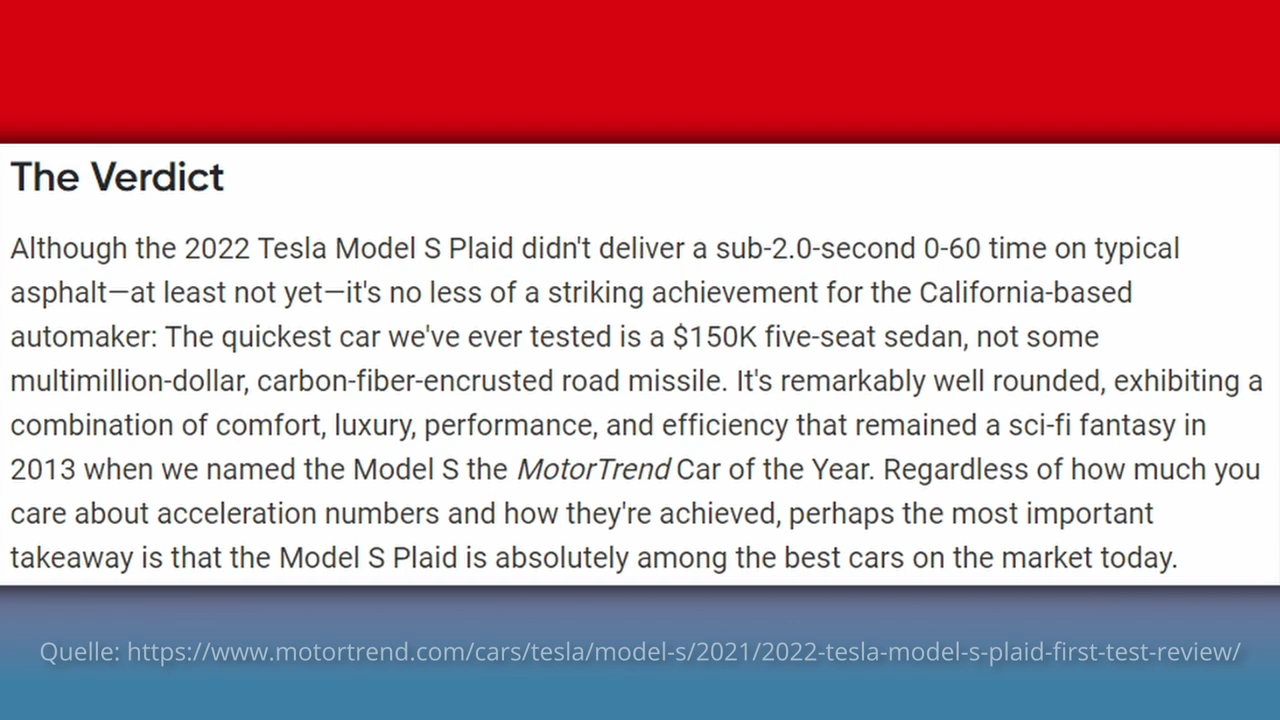 The Verdict
Although the 2022 Tesla Model S Plaid didn't deliver a sub-2.0-second 0-60 time on typical
asphalt—at least not yet—it's no less of a striking achievement for the California-based
automaker: The quickest car we've ever tested is a $150K five-seat sedan, not some
multimillion-dollar, carbon-fiber-encrusted road missile. It's remarkably well rounded, exhibiting a
combination of comfort, luxury, performance, and efficiency that remained a sci-fi fantasy in
2013 when we named the Model S the MotorTrend Car of the Year. Regardless of how much you
care about acceleration numbers and how they're achieved, perhaps the most important
takeaway is that the Model S Plaid is absolutely among the best cars on the market today.
Quelle: https://www.motortrend.com/cars/tesla/model-s/2021/2022-tesla-model-s-plaid-first-test-review/